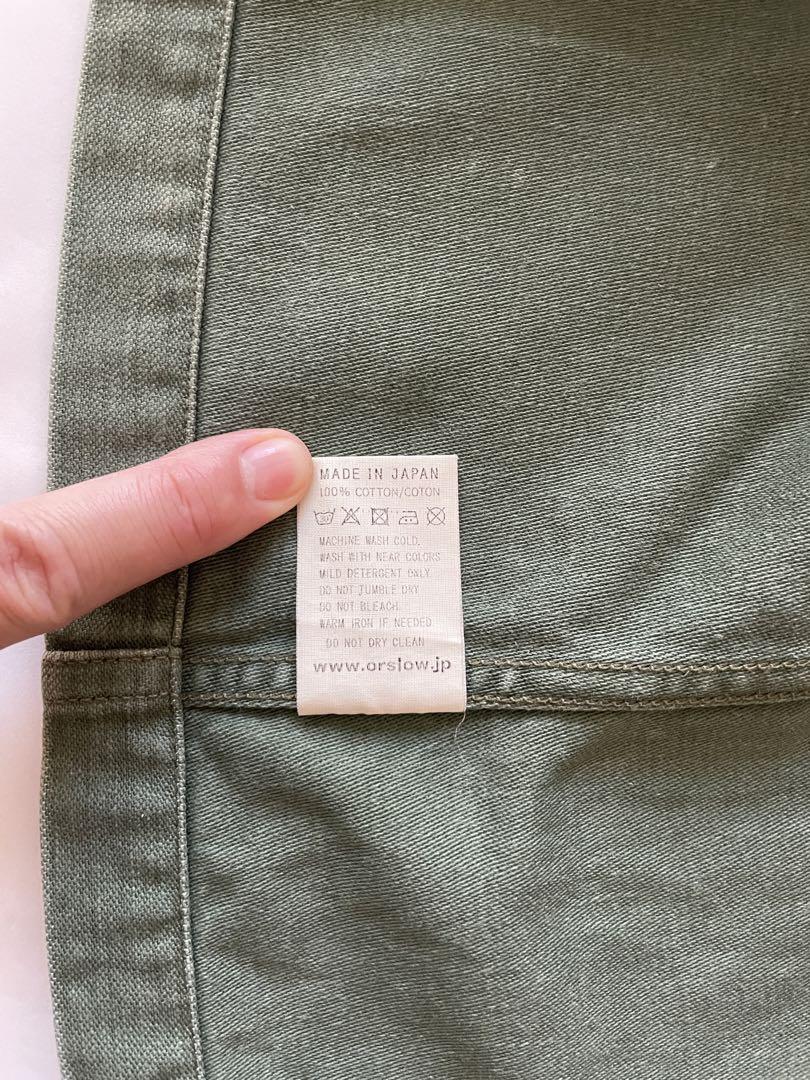 MADE IN JAPAN
100% COTTON/COTON
30
MACHINE WASH COLD,
WASH WITH NEAR COLORS
MILD DETERGENT ONLY
DO NOT TUMBLE DRY
DO NOT BLEACH
WARM IRON IF NEEDED
DO NOT DRY CLEAN
www.orslow.jp